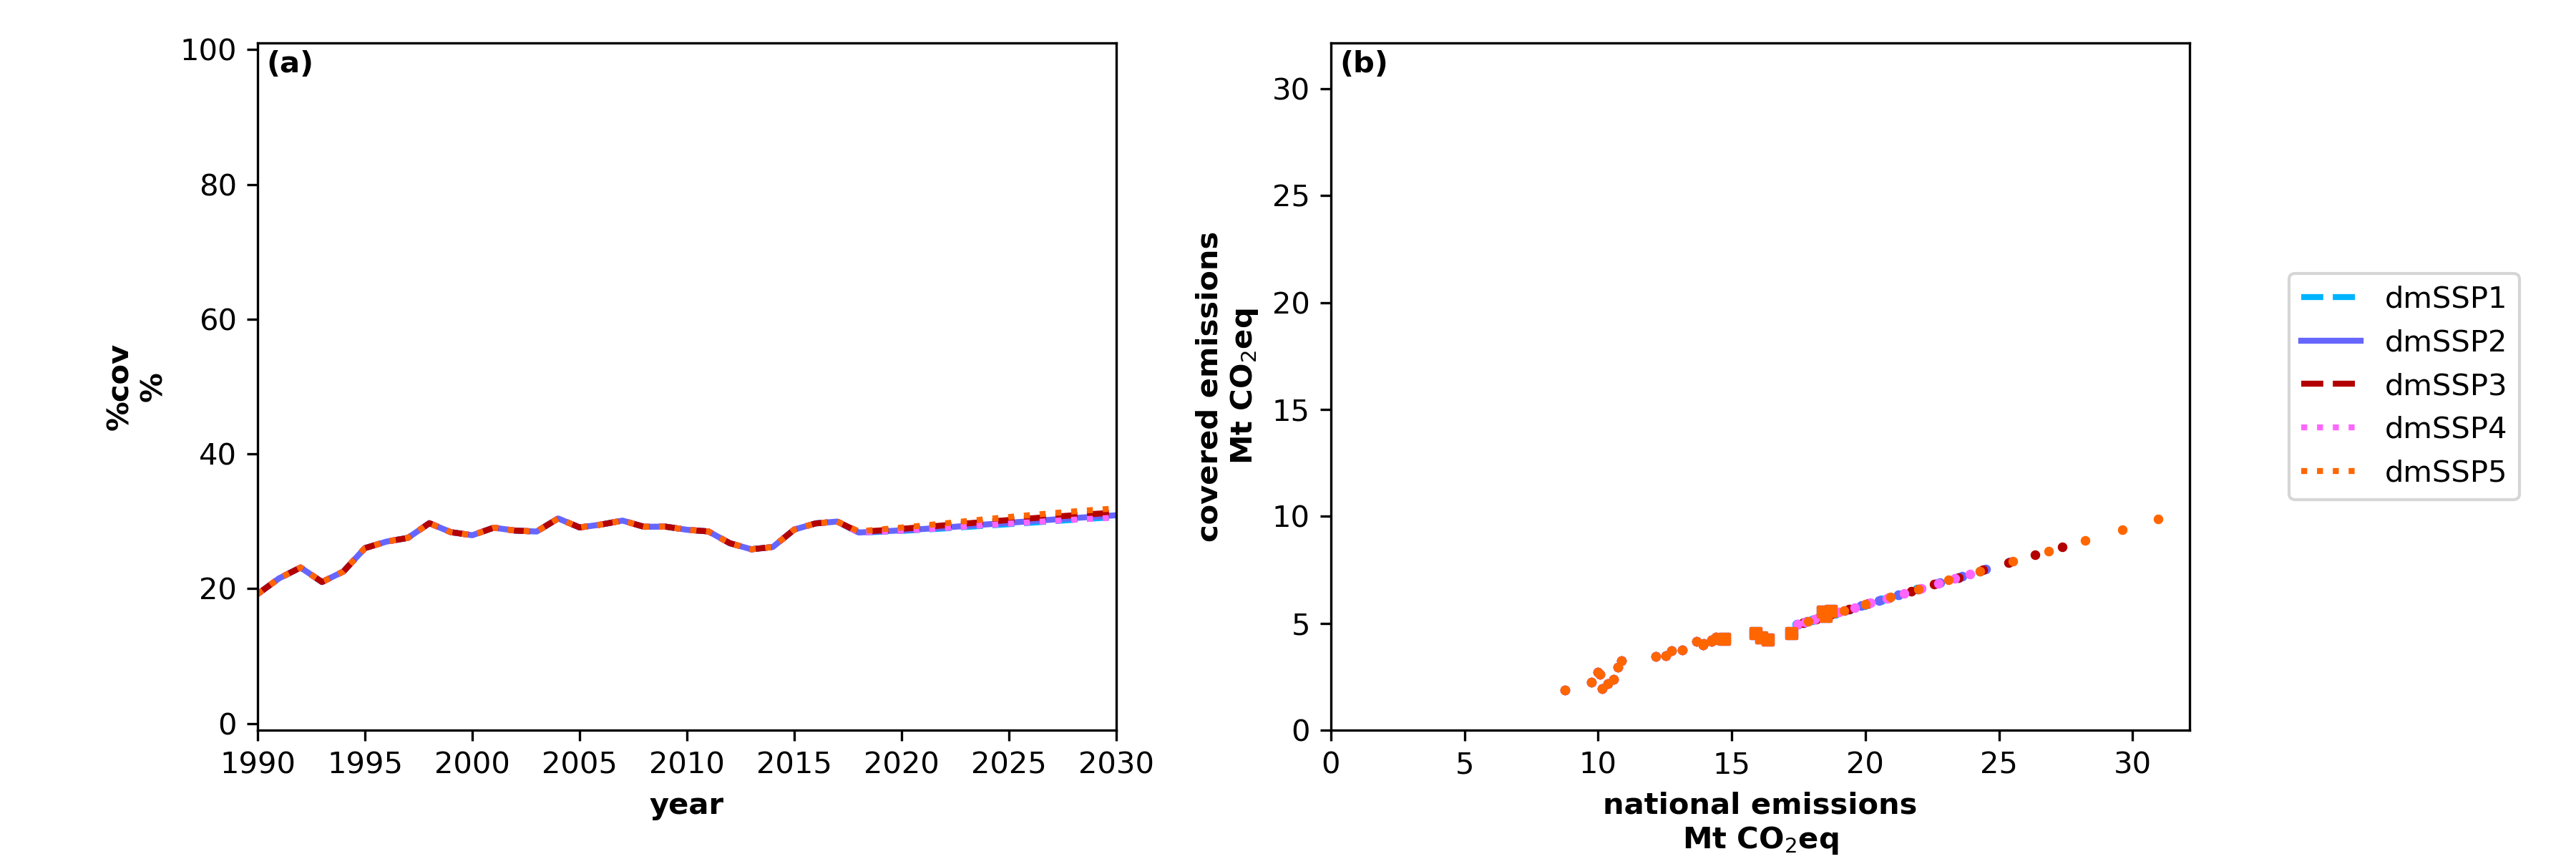 (a)
100
80
60
40
20
0
%cov
%
1990 1995 2000 2005 2010 2015 2020 2025 2030
year
(b)
30
25
20
15
10
5
0
covered emissions
Mt CO₂eq
0 5 10 15 20 25 30
national emissions
Mt CO₂eq
dmSSP1
dmSSP2
dmSSP3
dmSSP4
dmSSP5